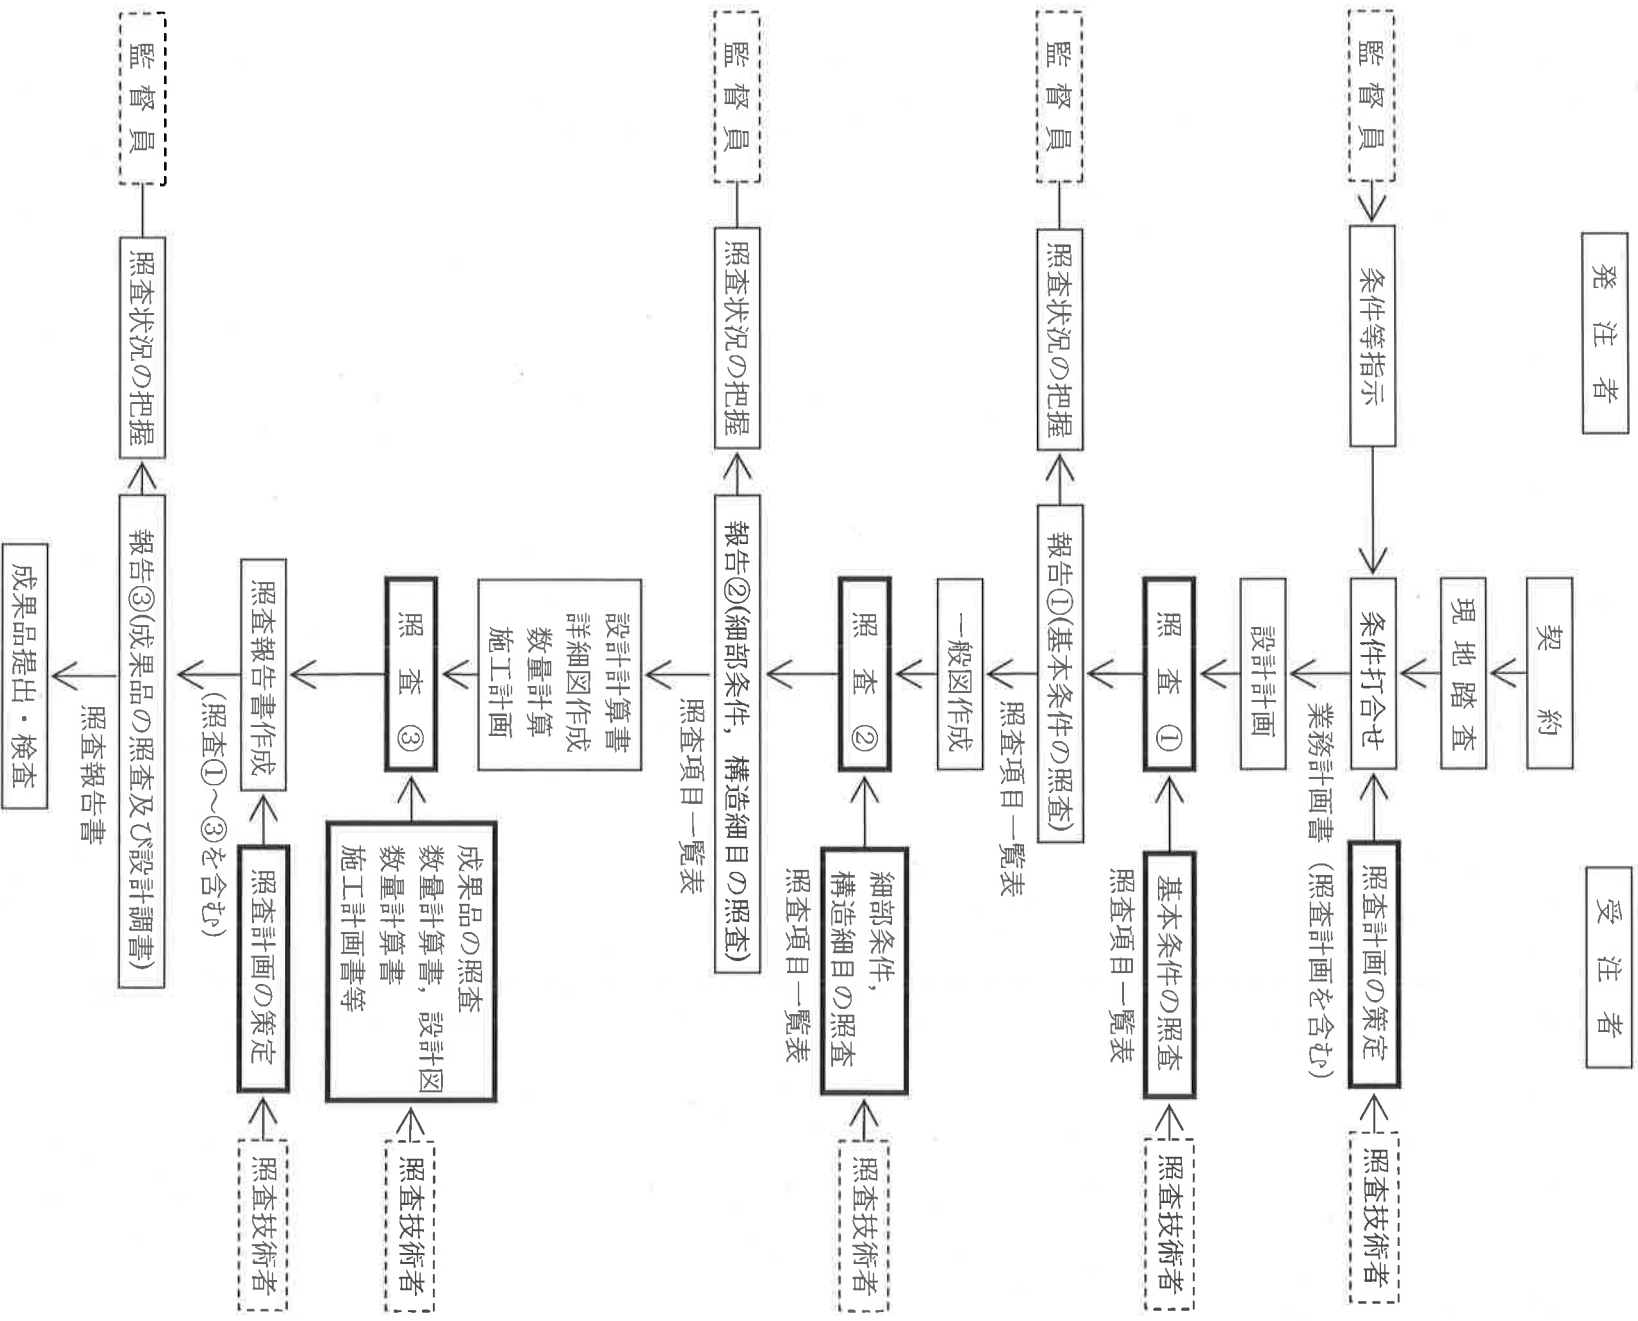 発 注 者
受 注 者
契 約
現 地 踏 査
監 督 員
条件等指示
条件打合せ
照査計画の策定
照査技術者
業務計画書（照査計画を含む）
設計計画
照 査 ①
基本条件の照査
照査技術者
照査項目一覧表
監 督 員
照査状況の把握
報告①(基本条件の照査)
照査項目一覧表
一般図作成
照 査 ②
細部条件，
構造細目の照査
照査技術者
照査項目一覧表
監 督 員
照査状況の把握
報告②(細部条件，構造細目の照査)
照査項目一覧表
設計計算書
詳細図作成
数量計算
施工計画
照 査 ③
成果品の照査
数量計算書，設計図
数量計算書
施工計画書等
照査技術者
照査報告書作成
照査計画の策定
照査技術者
(照査①～③を含む)
監 督 員
照査状況の把握
報告③(成果品の照査及び設計調書)
照査報告書
成果品提出・検査